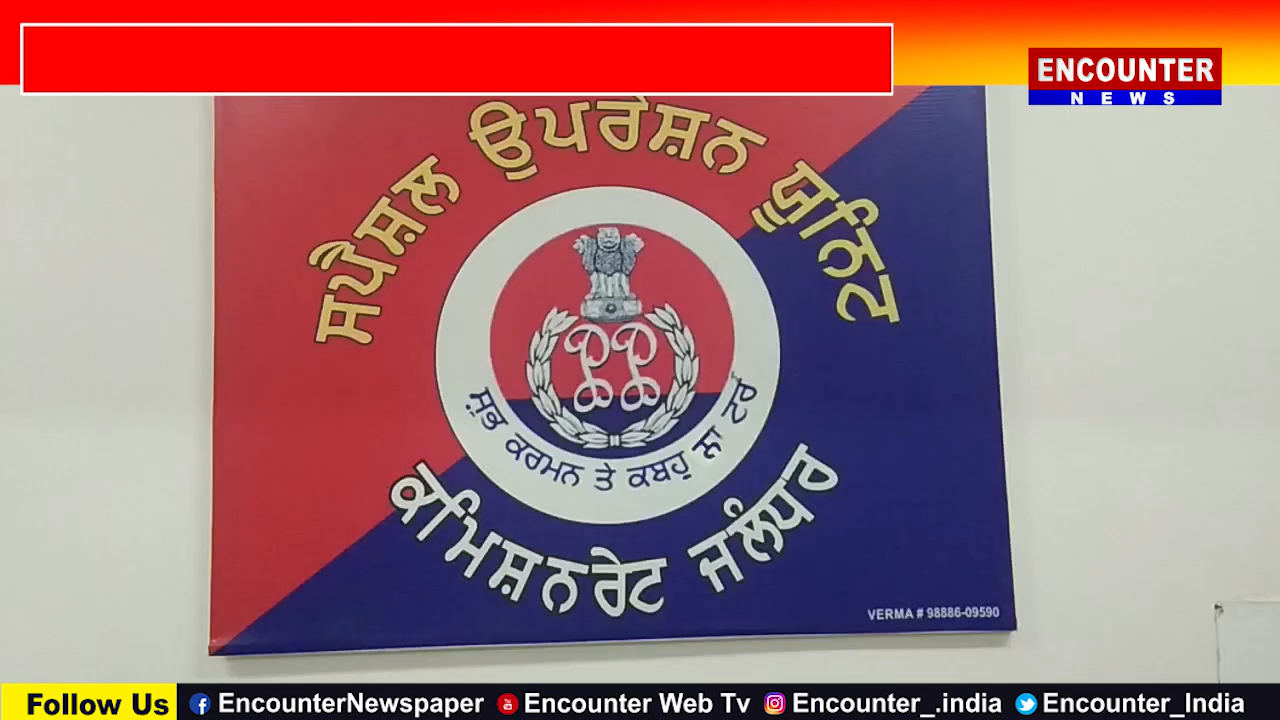 ENCOUNTER
NEWS
ਸਪੈਸ਼ਲ ਉਪਰੇਸ਼ਨ ਯੂਨਿਟ
PP
ਸ਼ੁਭ ਕਰਮਨ ਤੇ ਕਬਹੁ ਨਾ ਟਰੋਂ
ਕਮਿਸ਼ਨਰੇਟ ਜਲੰਧਰ
VERMA # 98886-09590
Follow Us EncounterNewspaper Encounter Web Tv Encounter_.india Encounter_India